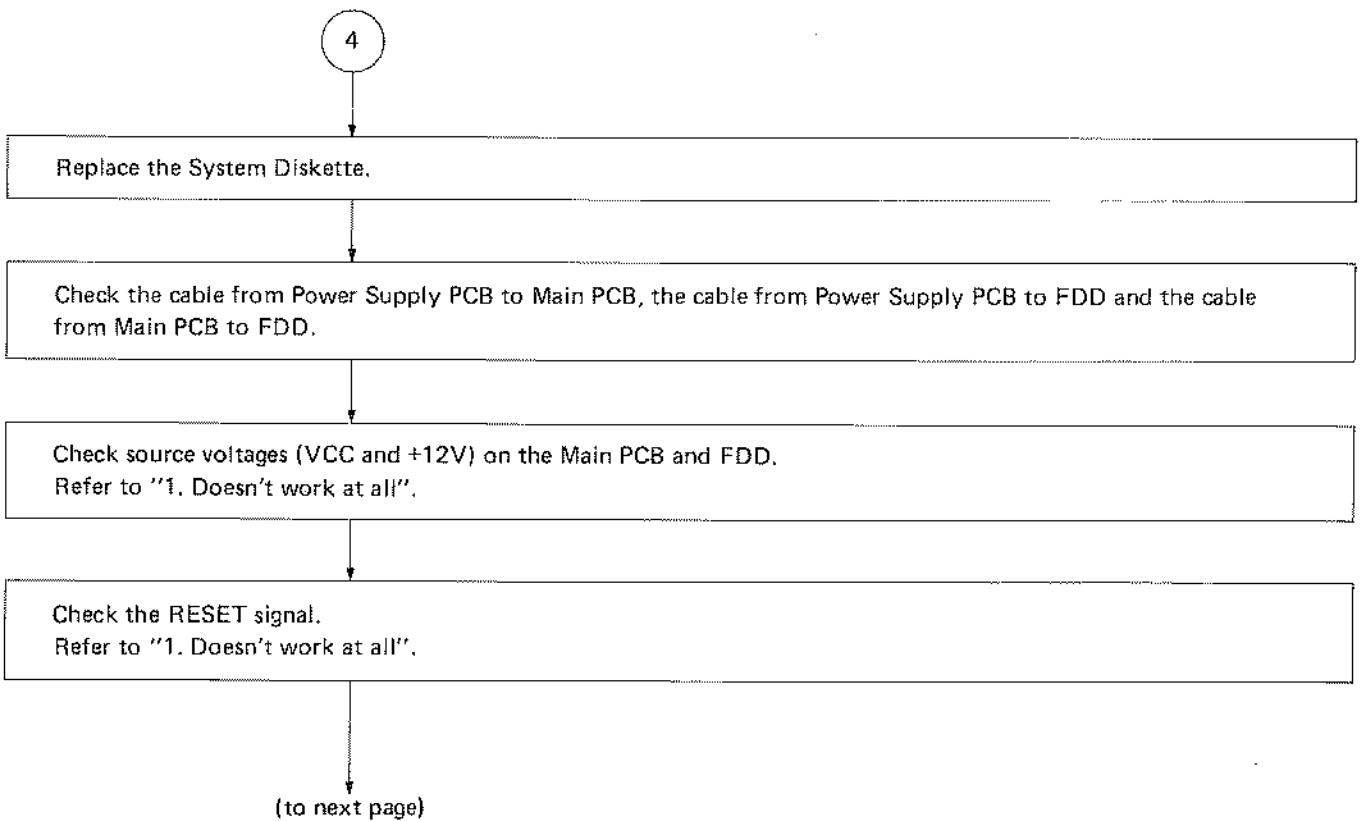 4
Replace the System Diskette.
Check the cable from Power Supply PCB to Main PCB, the cable from Power Supply PCB to FDD and the cable
from Main PCB to FDD.
Check source voltages (VCC and +12V) on the Main PCB and FDD.
Refer to "1. Doesn't work at all".
Check the RESET signal.
Refer to "1. Doesn't work at all".
(to next page)